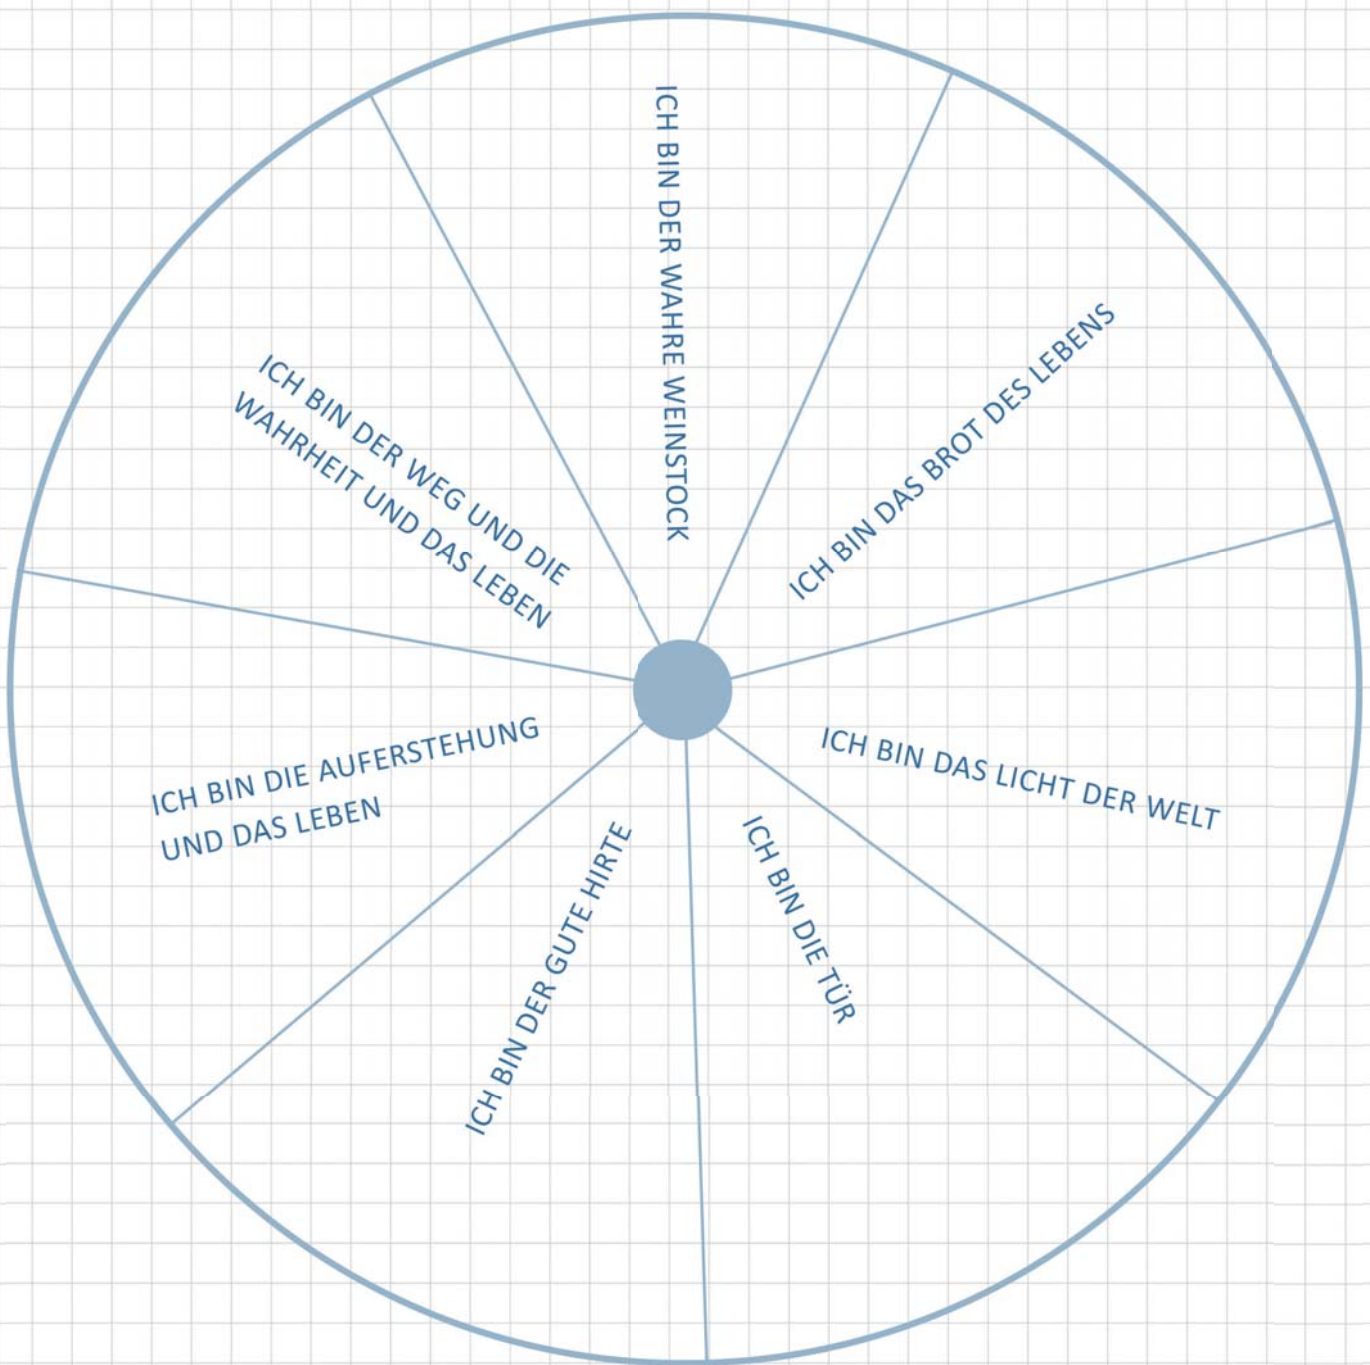 ICH BIN DER WAHRE WEINSTOCK
ICH BIN DAS BROT DES LEBENS
ICH BIN DAS LICHT DER WELT
ICH BIN DIE TÜR
ICH BIN DER GUTE HIRTE
ICH BIN DIE AUFERSTEHUNG
UND DAS LEBEN
ICH BIN DER WEG UND DIE
WAHRHEIT UND DAS LEBEN